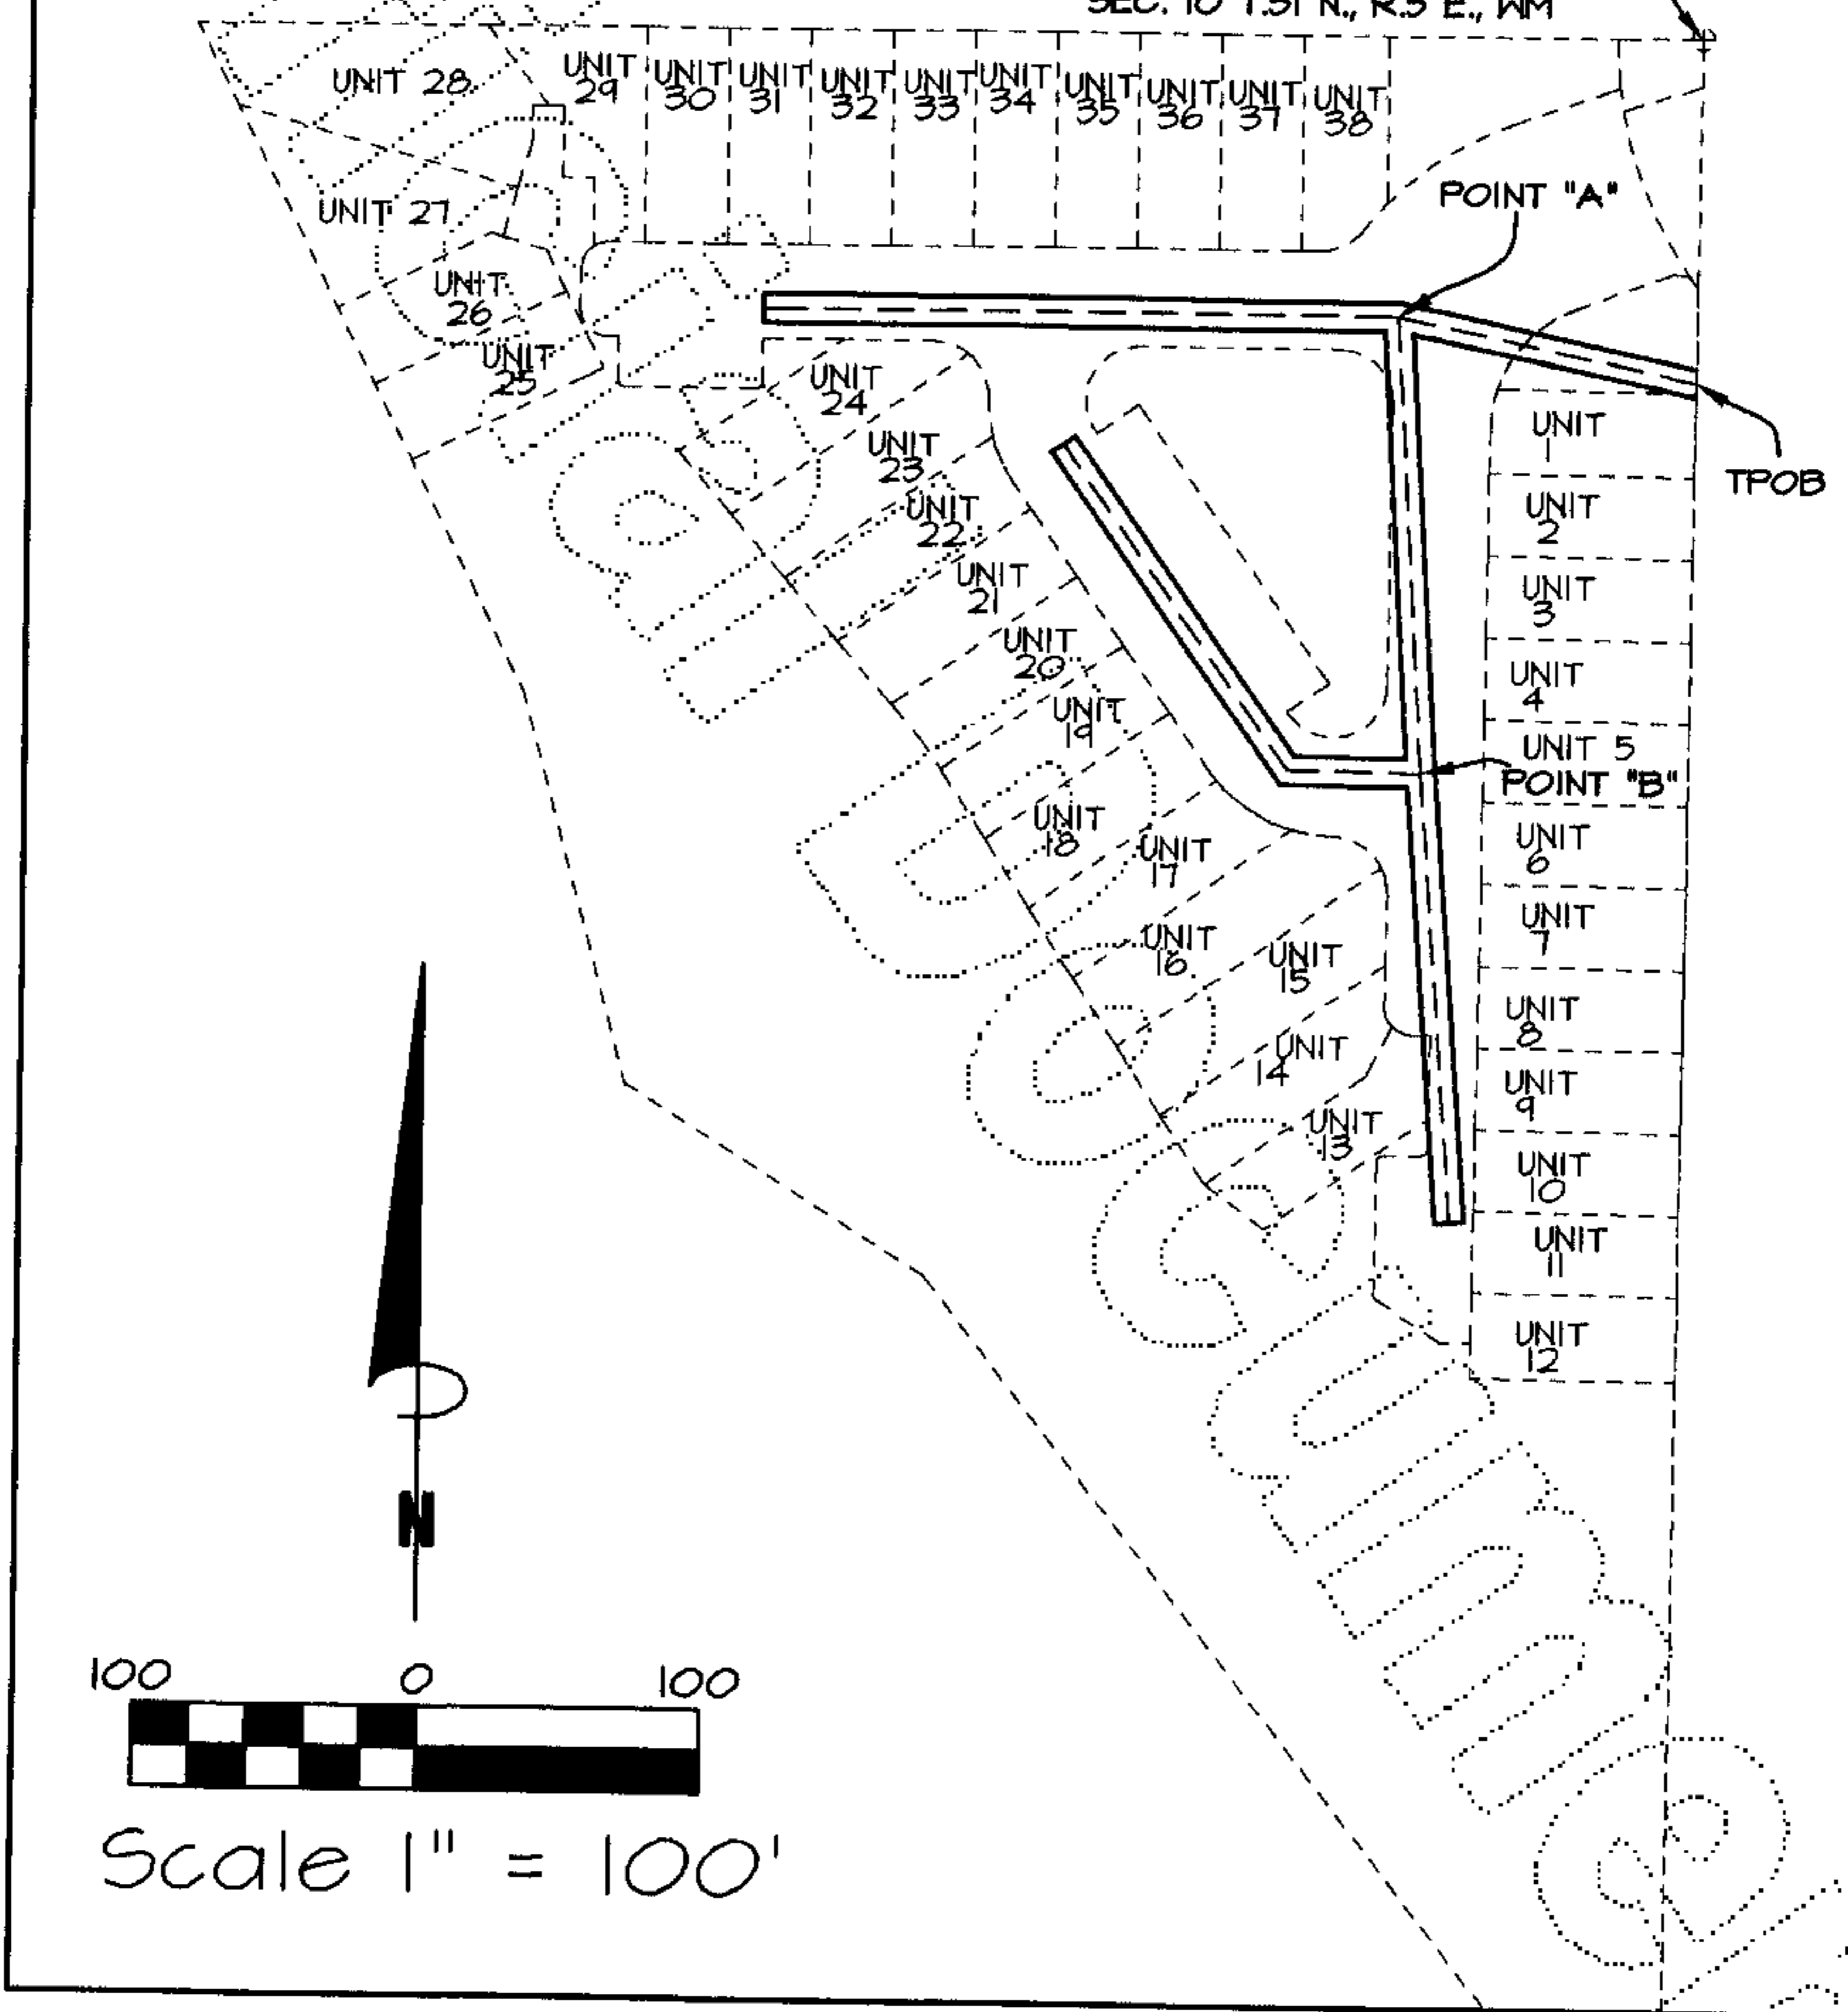 SEC. 10 T.31 N., R.5 E., WM
UNIT 28
UNIT
29
UNIT
30
UNIT
31
UNIT
32
UNIT
33
UNIT
34
UNIT
35
UNIT
36
UNIT
37
UNIT
38
UNIT 27
POINT "A"
UNIT
26
UNIT
25
UNIT
24
UNIT
23
UNIT
22
UNIT
21
UNIT
20
UNIT
19
UNIT
18
UNIT
17
UNIT
16
UNIT
15
UNIT
14
UNIT
13
UNIT
1
TPOB
UNIT
2
UNIT
3
UNIT
4
UNIT 5
POINT "B"
UNIT
6
UNIT
7
UNIT
8
UNIT
9
UNIT
10
UNIT
11
UNIT
12
N
100 0 100
Scale 1" = 100'